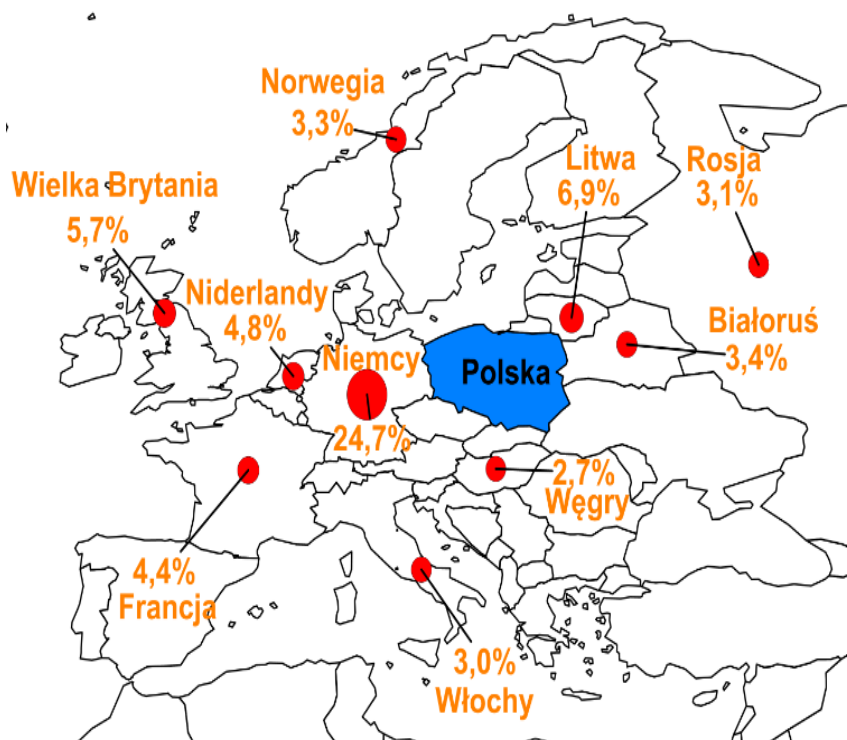 Norwegia
3,3%
Litwa
6,9%
Rosja
3,1%
Wielka Brytania
5,7%
Niderlandy
4,8%
Białoruś
3,4%
Niemcy
24,7%
Polska
2,7%
Węgry
4,4%
Francja
3,0%
Włochy